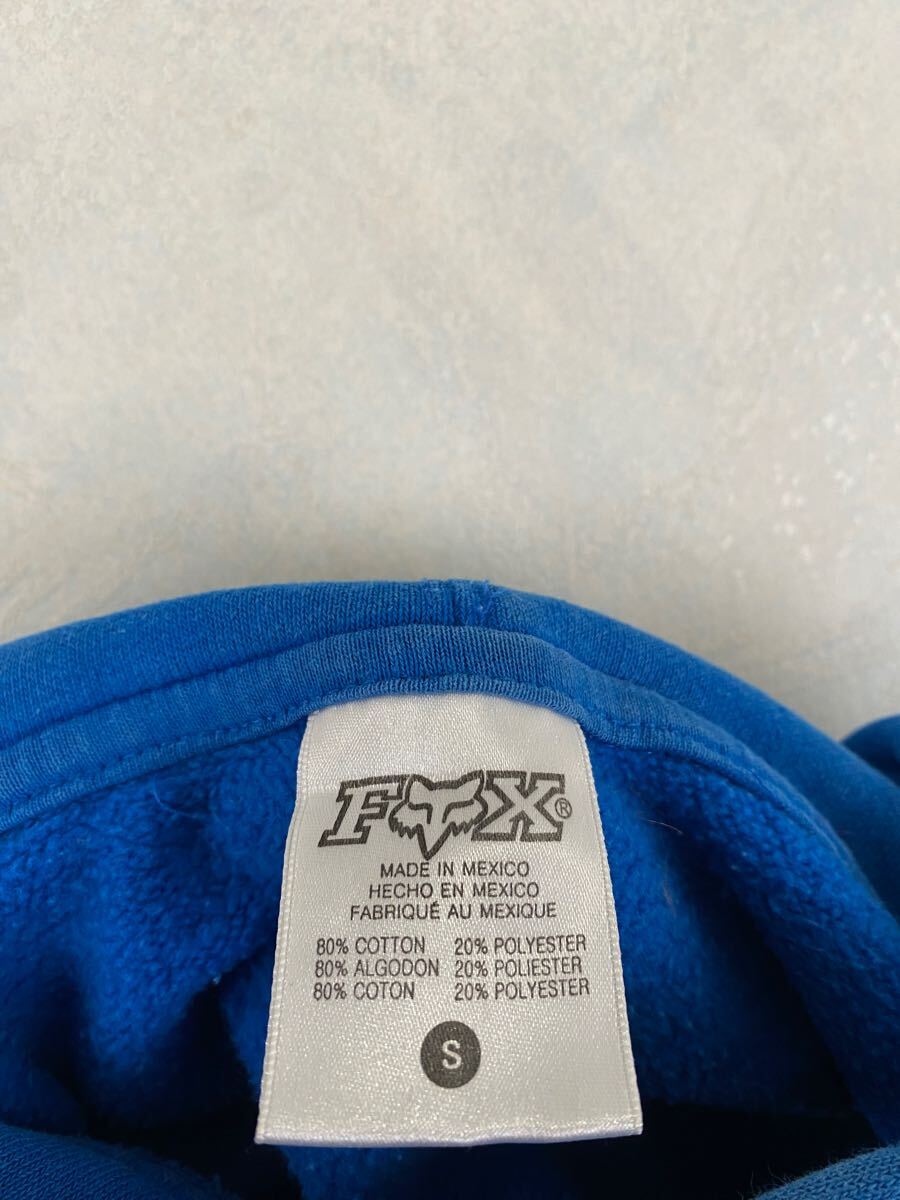 FOX®
MADE IN MEXICO
HECHO EN MEXICO
FABRIQUÉ AU MEXIQUE
80% COTTON 20% POLYESTER
80% ALGODON 20% POLIESTER
80% COTON 20% POLYESTER
S